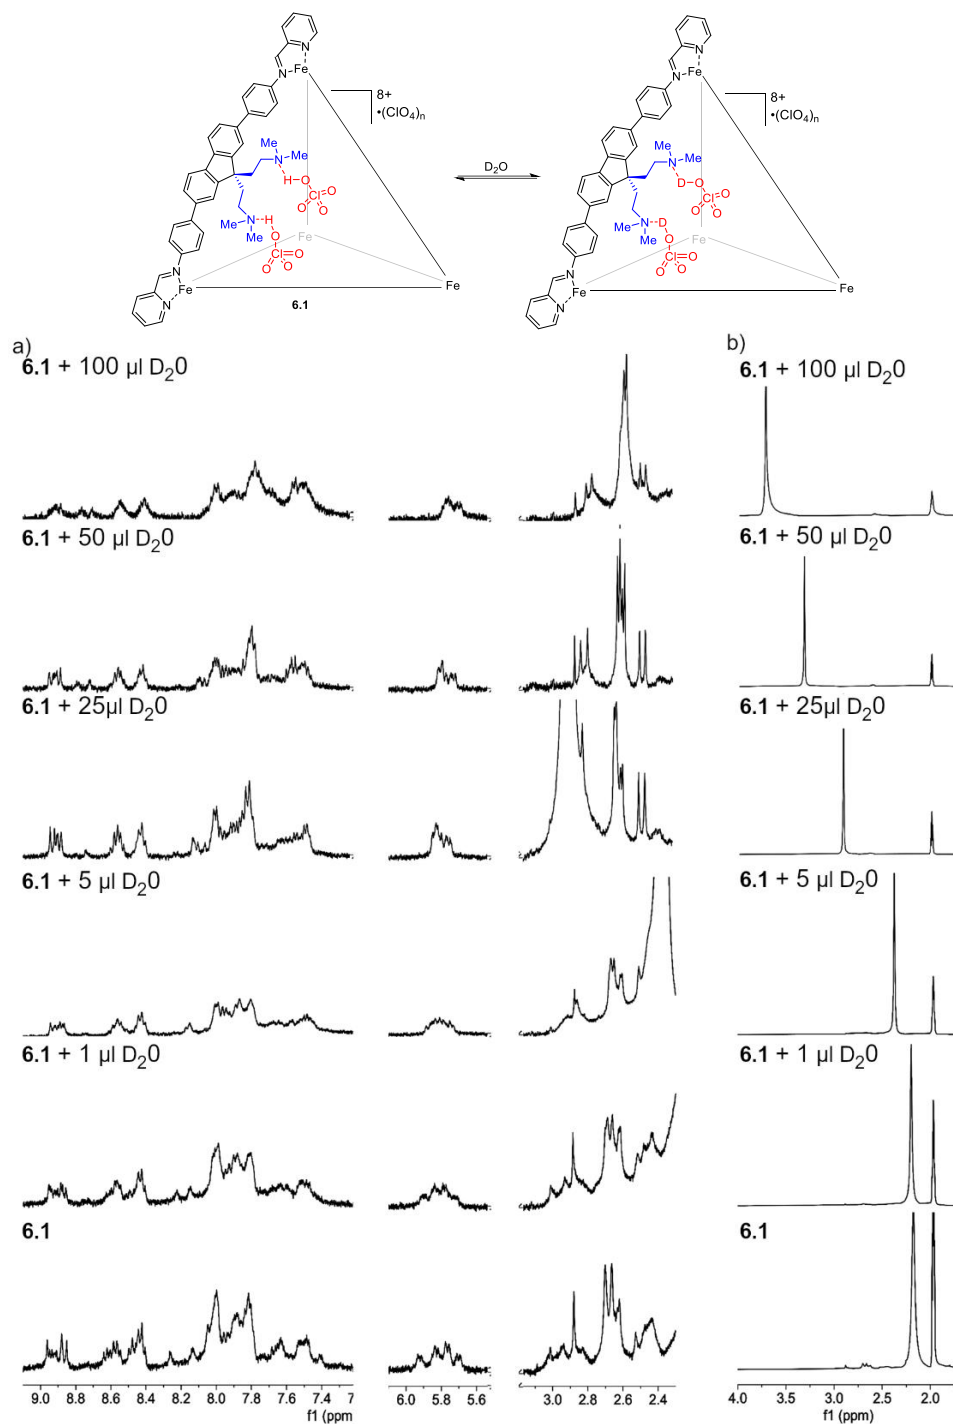 N
N
Fe
8+
•(ClO4)n
Me
N
Me
H
O
Cl
O
O
O
N
H
Me
Me
O
Cl
O
O
O
Fe
N
Fe
N
6.1
Fe
D2O
N
N
Fe
8+
•(ClO4)n
Me
N
Me
D
O
Cl
O
O
O
Me
N
D
Me
O
Cl
O
O
O
Fe
N
Fe
N
Fe
a)
6.1 + 100 µl D20
6.1 + 50 µl D20
6.1 + 25µl D20
6.1 + 5 µl D20
6.1 + 1 µl D20
6.1
9.0 8.8 8.6 8.4 8.2 8.0 7.8 7.6 7.4 7
f1 (ppm
6.0 5.8 5.6
3.0 2.8 2.6 2.4
f1 (ppm)
b)
6.1 + 100 µl D20
6.1 + 50 µl D20
6.1 + 25µl D20
6.1 + 5 µl D20
6.1 + 1 µl D20
6.1
4.0 3.5 3.0 2.5 2.0
f1 (ppm)